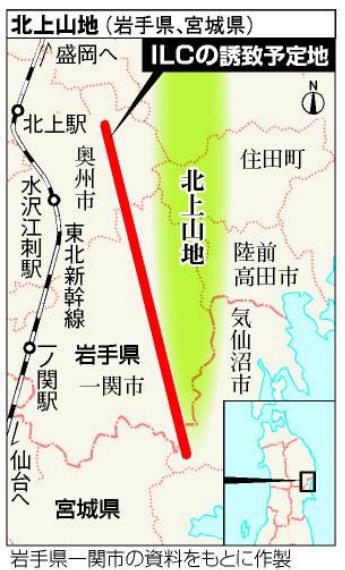 北上山地(岩手県、宮城県)
盛岡へ
ILCの誘致予定地
N
北上駅
奥州市
住田町
北上山地
水沢江刺駅
東北新幹線
陸前
高田市
気仙沼市
岩手県
一関市
一ノ関駅
仙台へ
宮城県
岩手県一関市の資料をもとに作製